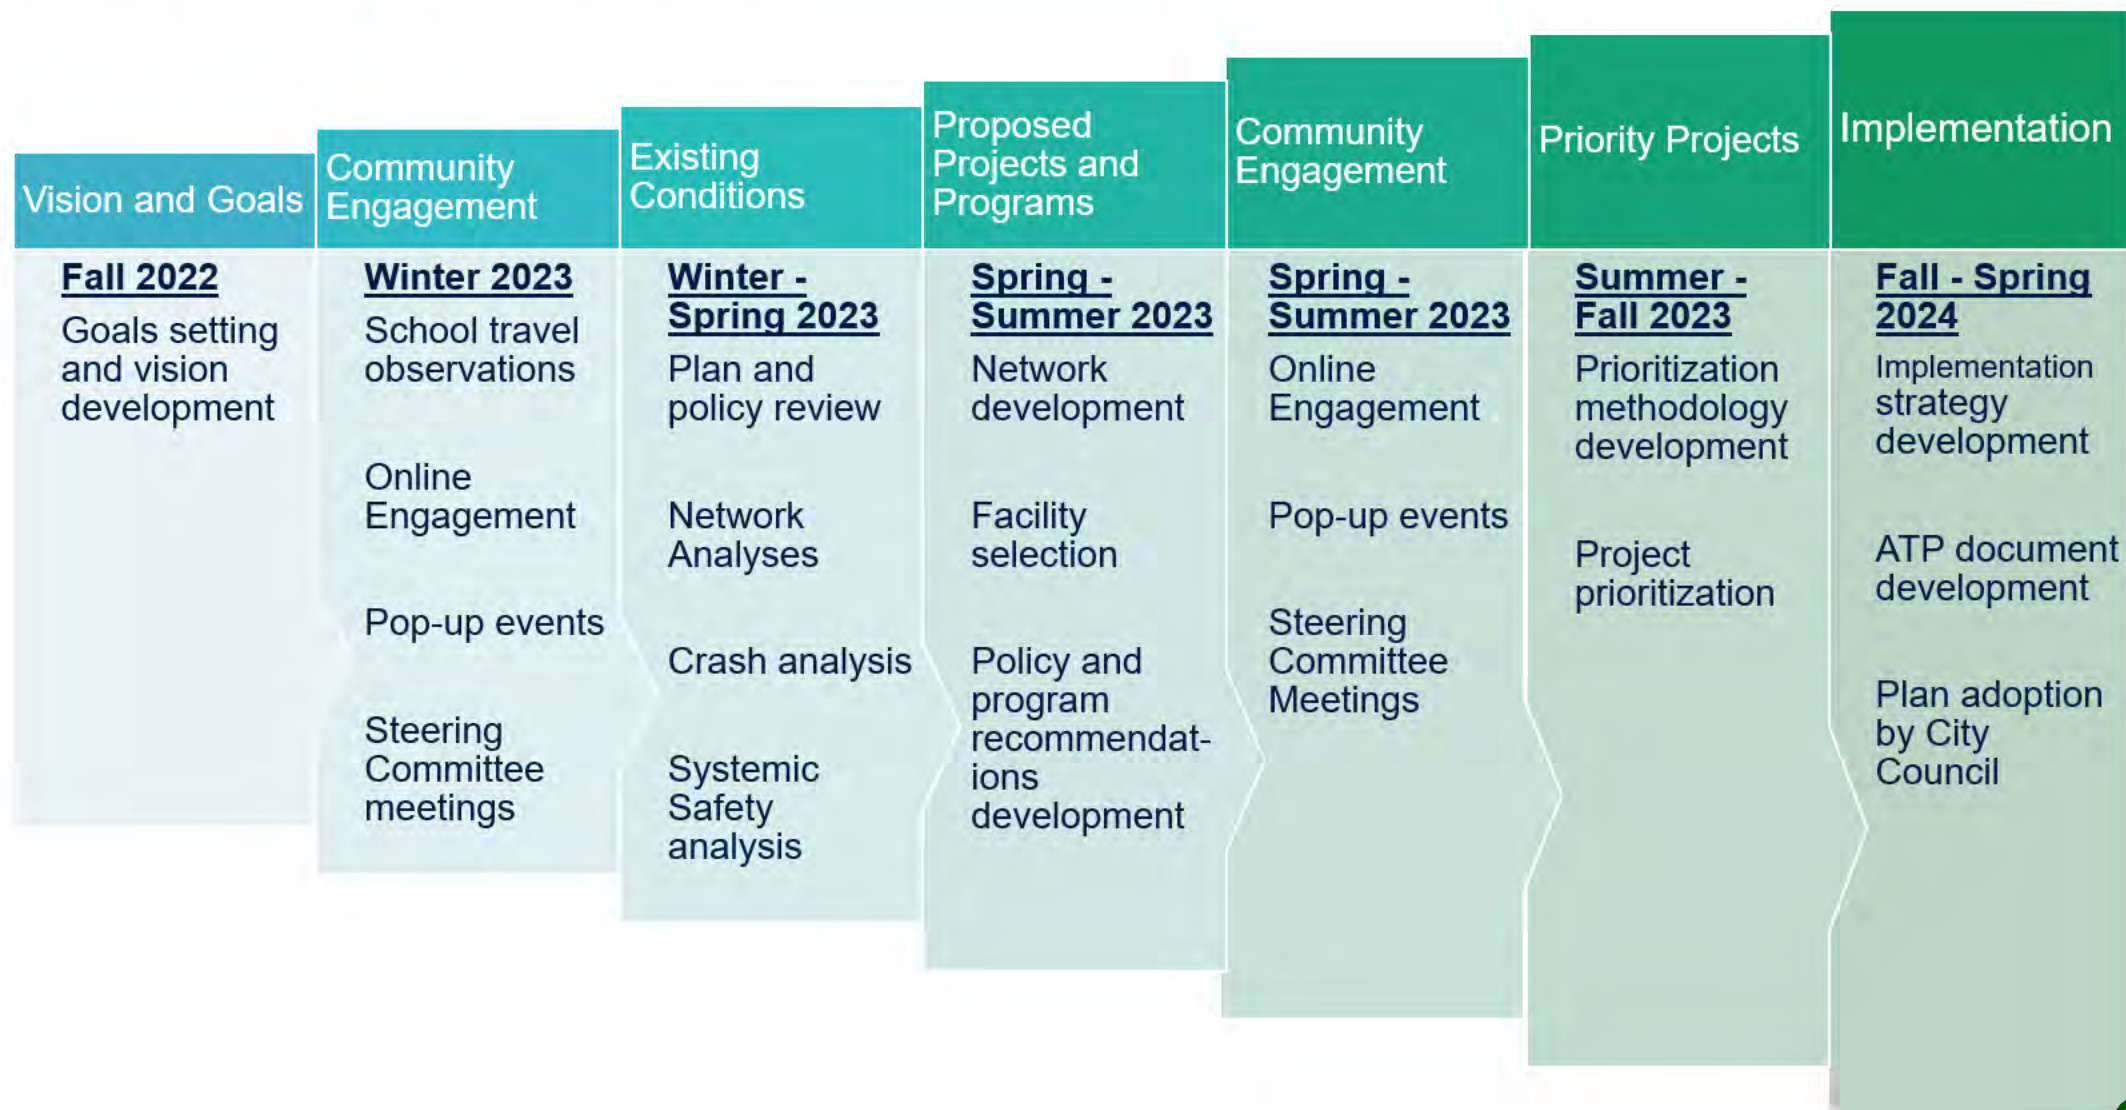 Vision and Goals
Fall 2022
Goals setting
and vision
development
Community
Engagement
Winter 2023
School travel
observations
Online
Engagement
Pop-up events
Steering
Committee
meetings
Existing
Conditions
Winter -
Spring 2023
Plan and
policy review
Network
Analyses
Crash analysis
Systemic
Safety
analysis
Proposed
Projects and
Programs
Spring -
Summer 2023
Network
development
Facility
selection
Policy and
program
recommendat-
ions
development
Community
Engagement
Spring -
Summer 2023
Online
Engagement
Pop-up events
Steering
Committee
Meetings
Priority Projects
Summer -
Fall 2023
Prioritization
methodology
development
Project
prioritization
Implementation
Fall - Spring
2024
Implementation
strategy
development
ATP document
development
Plan adoption
by City
Council